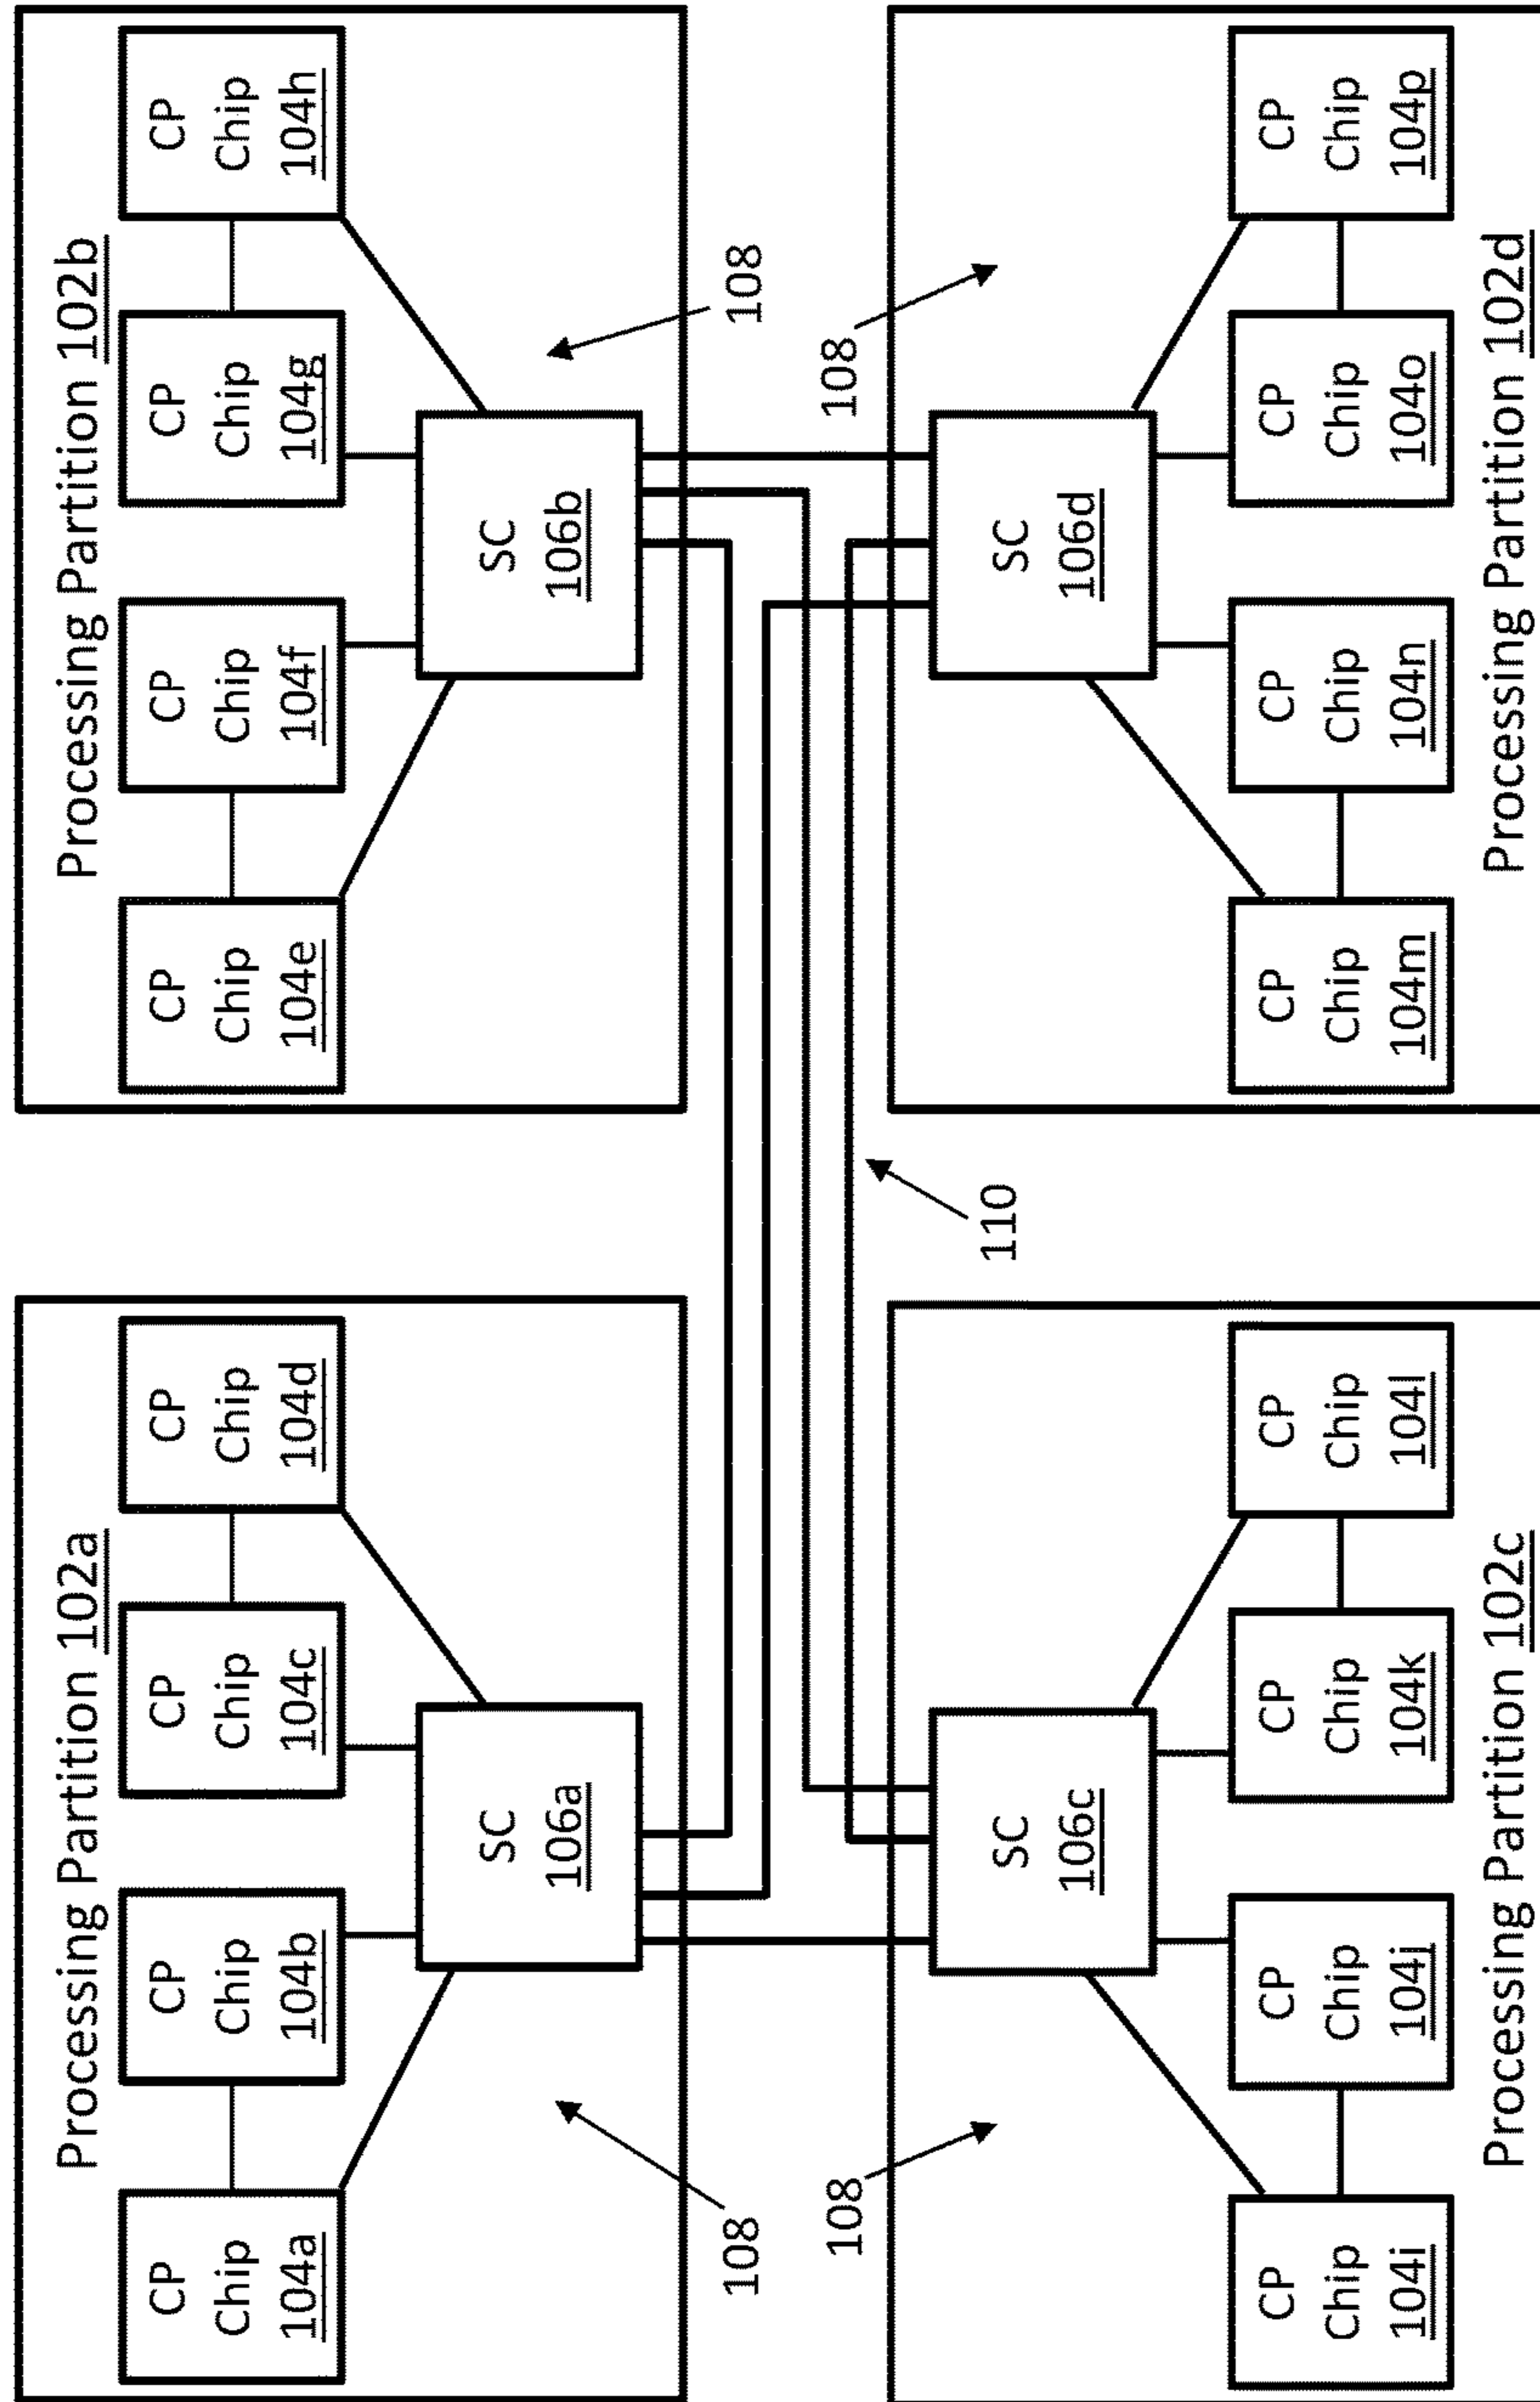 Processing Partition 102a
CP
Chip
104a
CP
Chip
104b
CP
Chip
104c
CP
Chip
104d
SC
106a
108
Processing Partition 102b
CP
Chip
104e
CP
Chip
104f
CP
Chip
104g
CP
Chip
104h
SC
106b
108
110
108
SC
106c
CP
Chip
104i
CP
Chip
104j
CP
Chip
104k
CP
Chip
104l
Processing Partition 102c
108
SC
106d
CP
Chip
104m
CP
Chip
104n
CP
Chip
104o
CP
Chip
104p
Processing Partition 102d